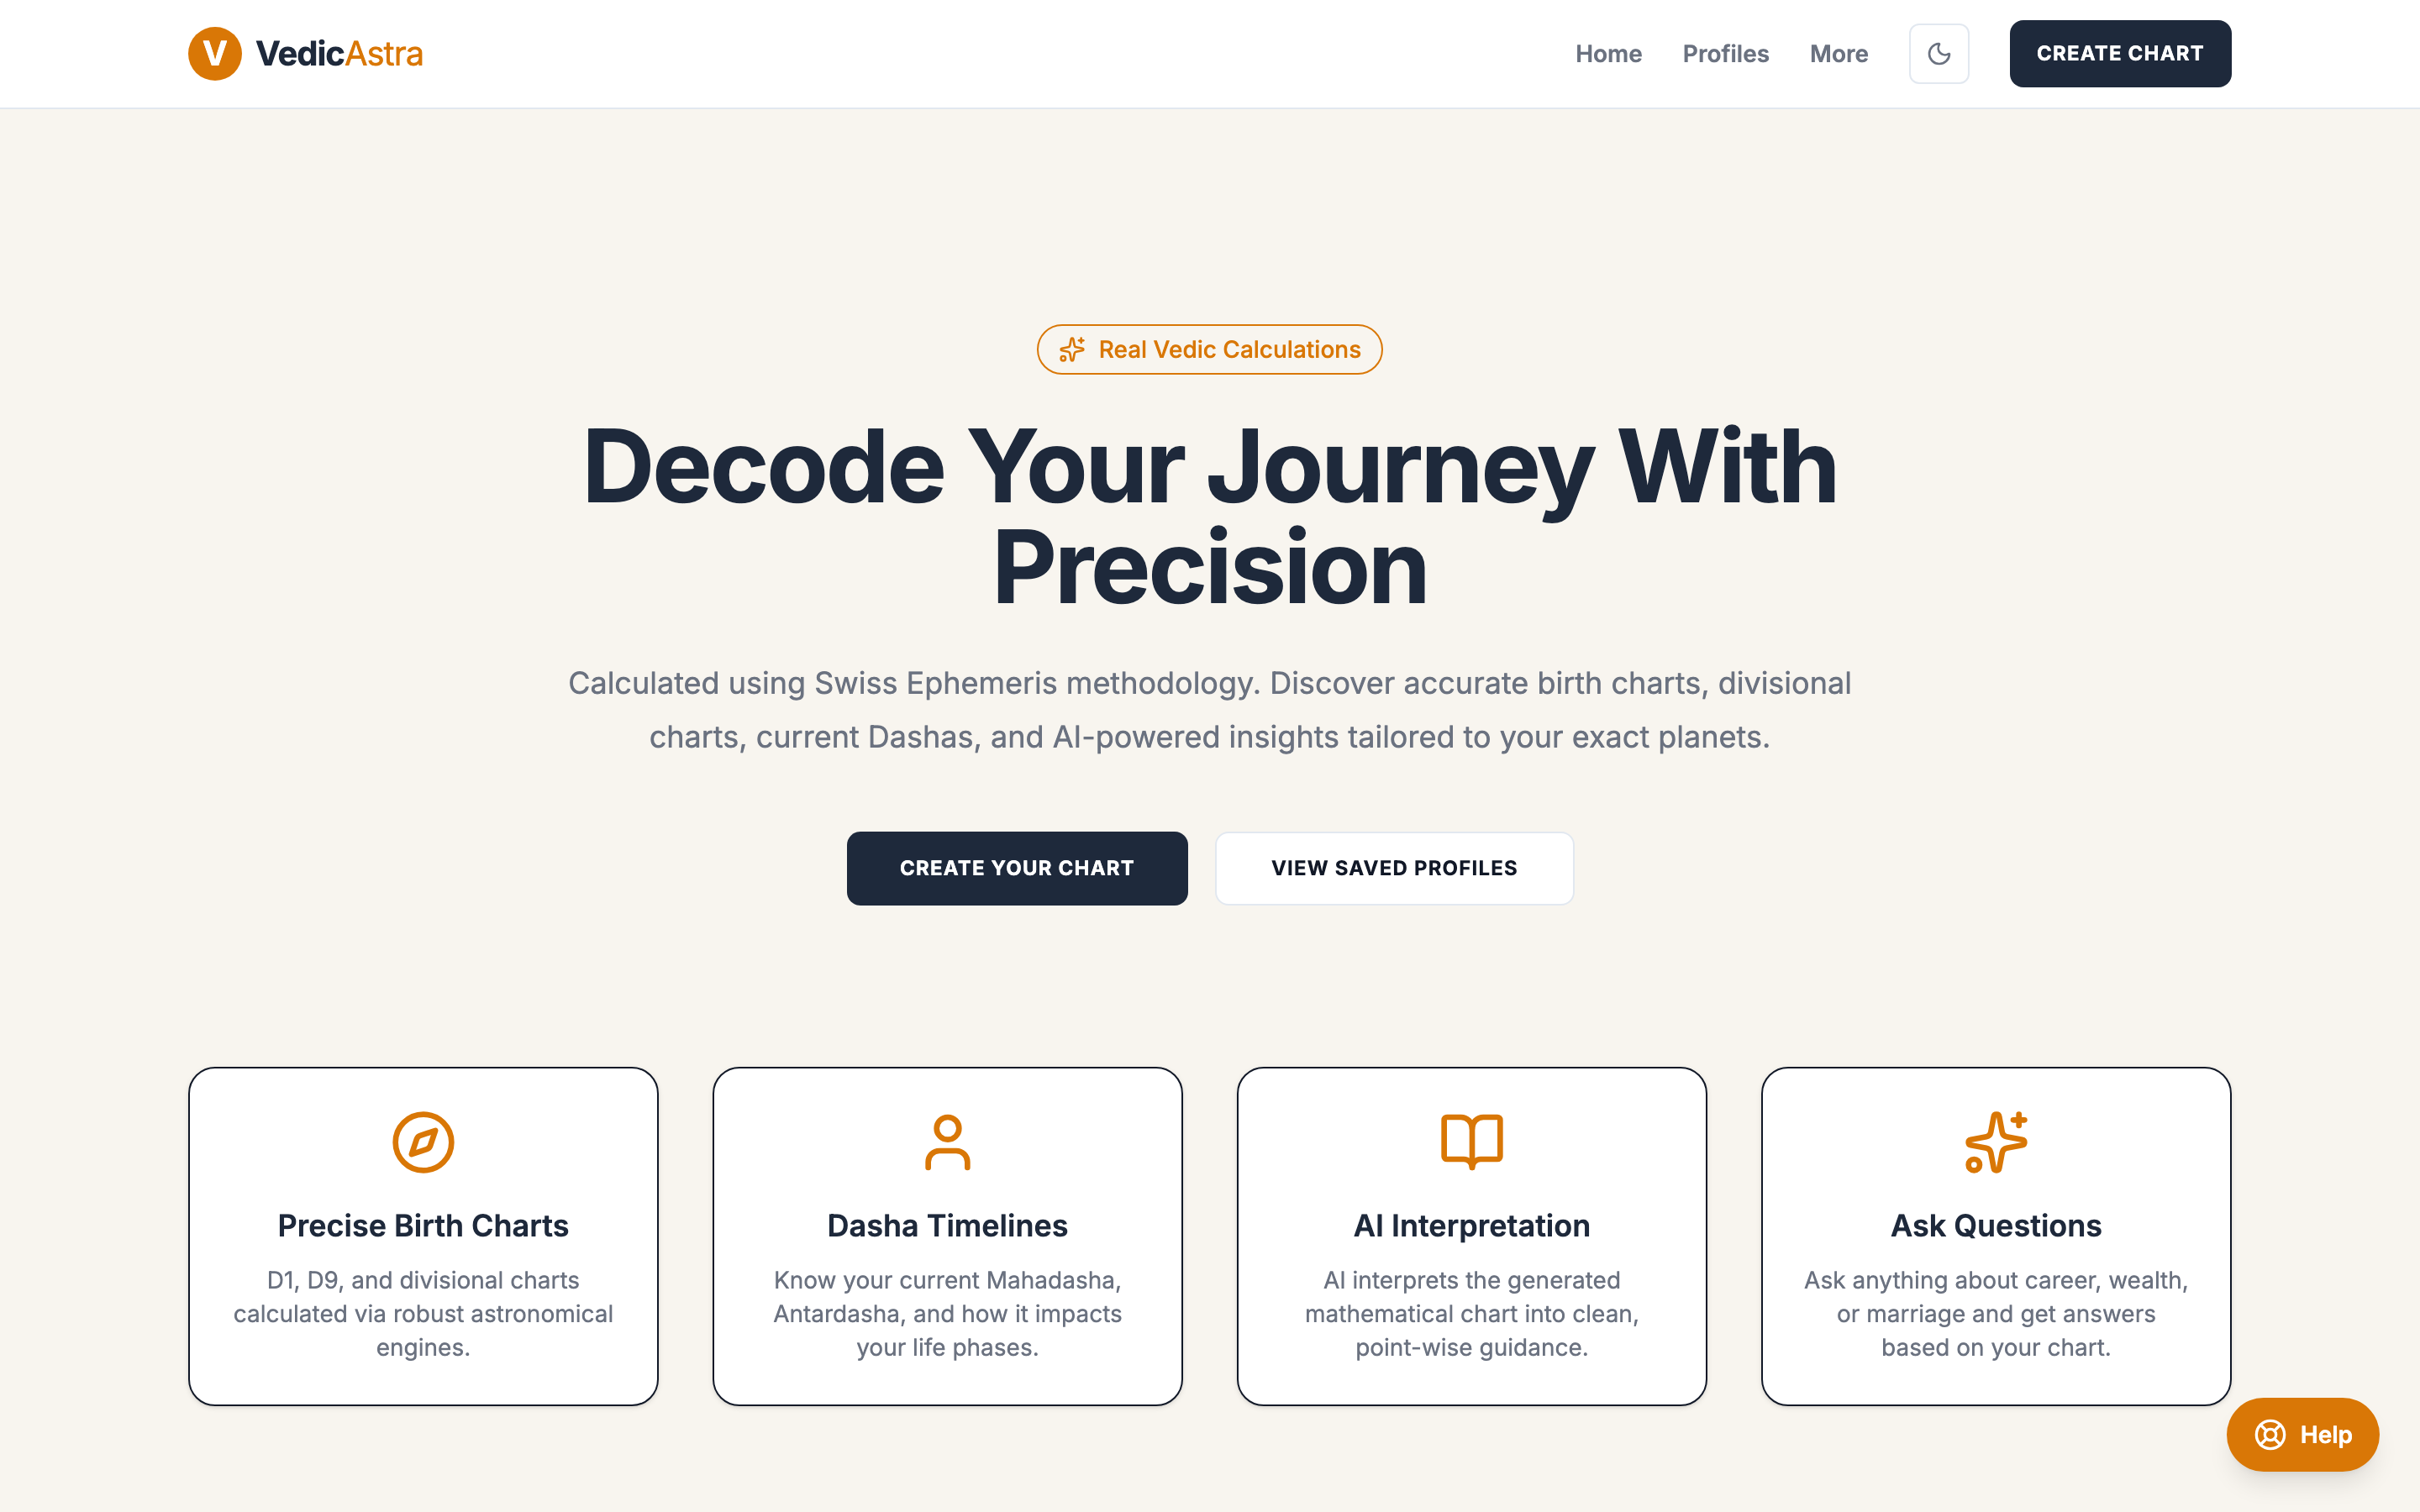 V VedicAstra
Home Profiles More CREATE CHART
Real Vedic Calculations
Decode Your Journey With
Precision
Calculated using Swiss Ephemeris methodology. Discover accurate birth charts, divisional
charts, current Dashas, and AI-powered insights tailored to your exact planets.
CREATE YOUR CHART
VIEW SAVED PROFILES
Precise Birth Charts
D1, D9, and divisional charts
calculated via robust astronomical
engines.
Dasha Timelines
Know your current Mahadasha,
Antardasha, and how it impacts
your life phases.
AI Interpretation
AI interprets the generated
mathematical chart into clean,
point-wise guidance.
Ask Questions
Ask anything about career, wealth,
or marriage and get answers
based on your chart.
Help